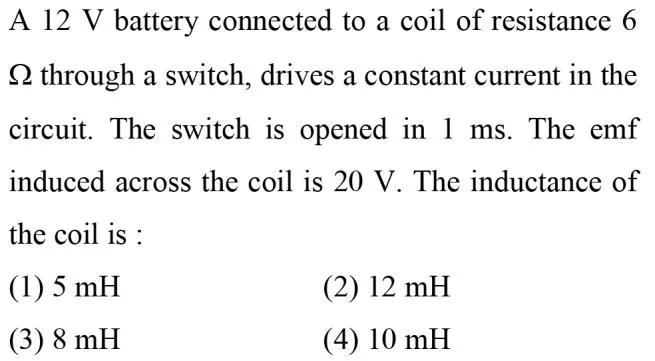 A 12 V battery connected to a coil of resistance 6
Ω through a switch, drives a constant current in the
circuit. The switch is opened in 1 ms. The emf
induced across the coil is 20 V. The inductance of
the coil is :
(1) 5 mH (2) 12 mH
(3) 8 mH (4) 10 mH